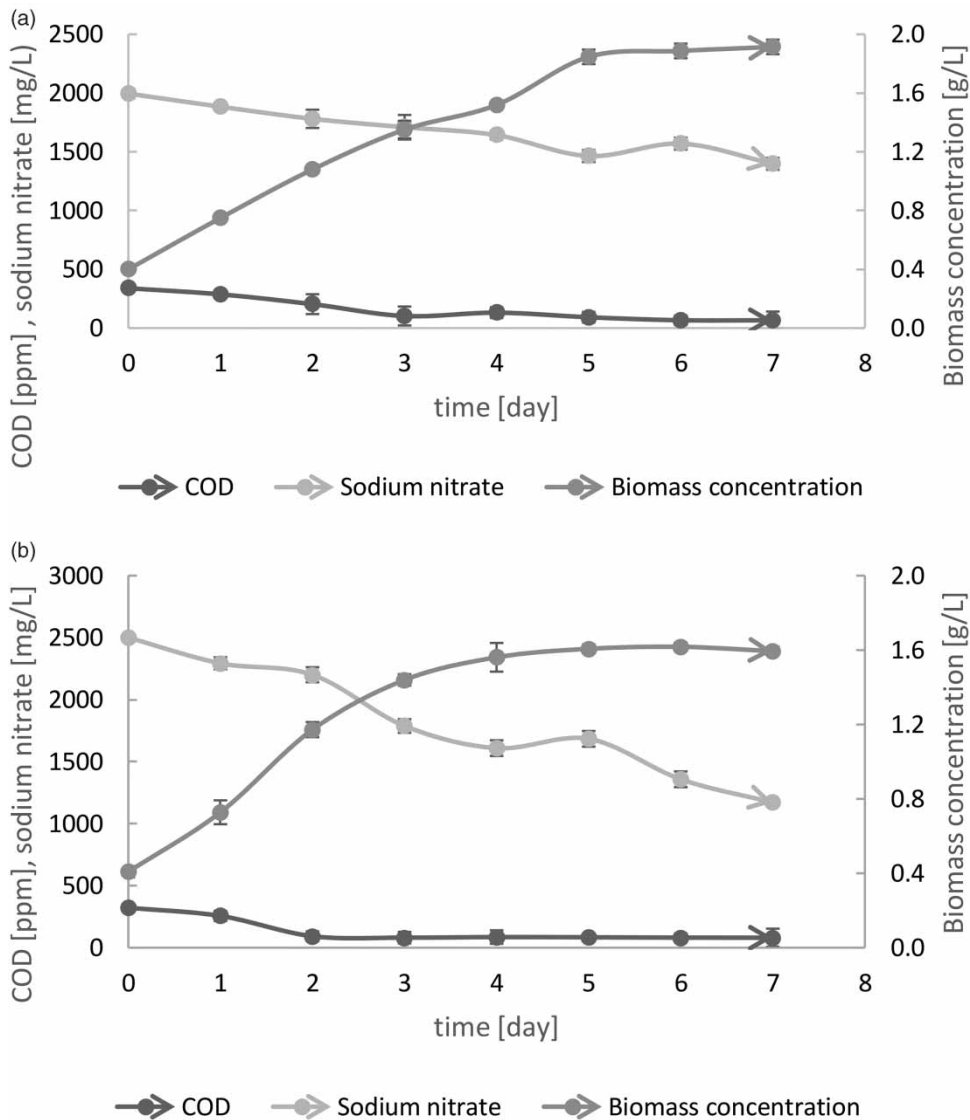 (a)
COD [ppm] , sodium nitrate [mg/L)
2500
2000
1500
1000
500
0
2.0
1.6
1.2
0.8
0.4
0.0
Biomass concentration [g/L)
0 1 2 3 4 5 6 7 8
time [day]
COD Sodium nitrate Biomass concentration
(b)
COD [ppm] , sodium nitrate [mg/L]
3000
2500
2000
1500
1000
500
0
2.0
1.6
1.2
0.8
0.4
0.0
Biomass concentration [g/L]
0 1 2 3 4 5 6 7 8
time [day]
COD Sodium nitrate Biomass concentration